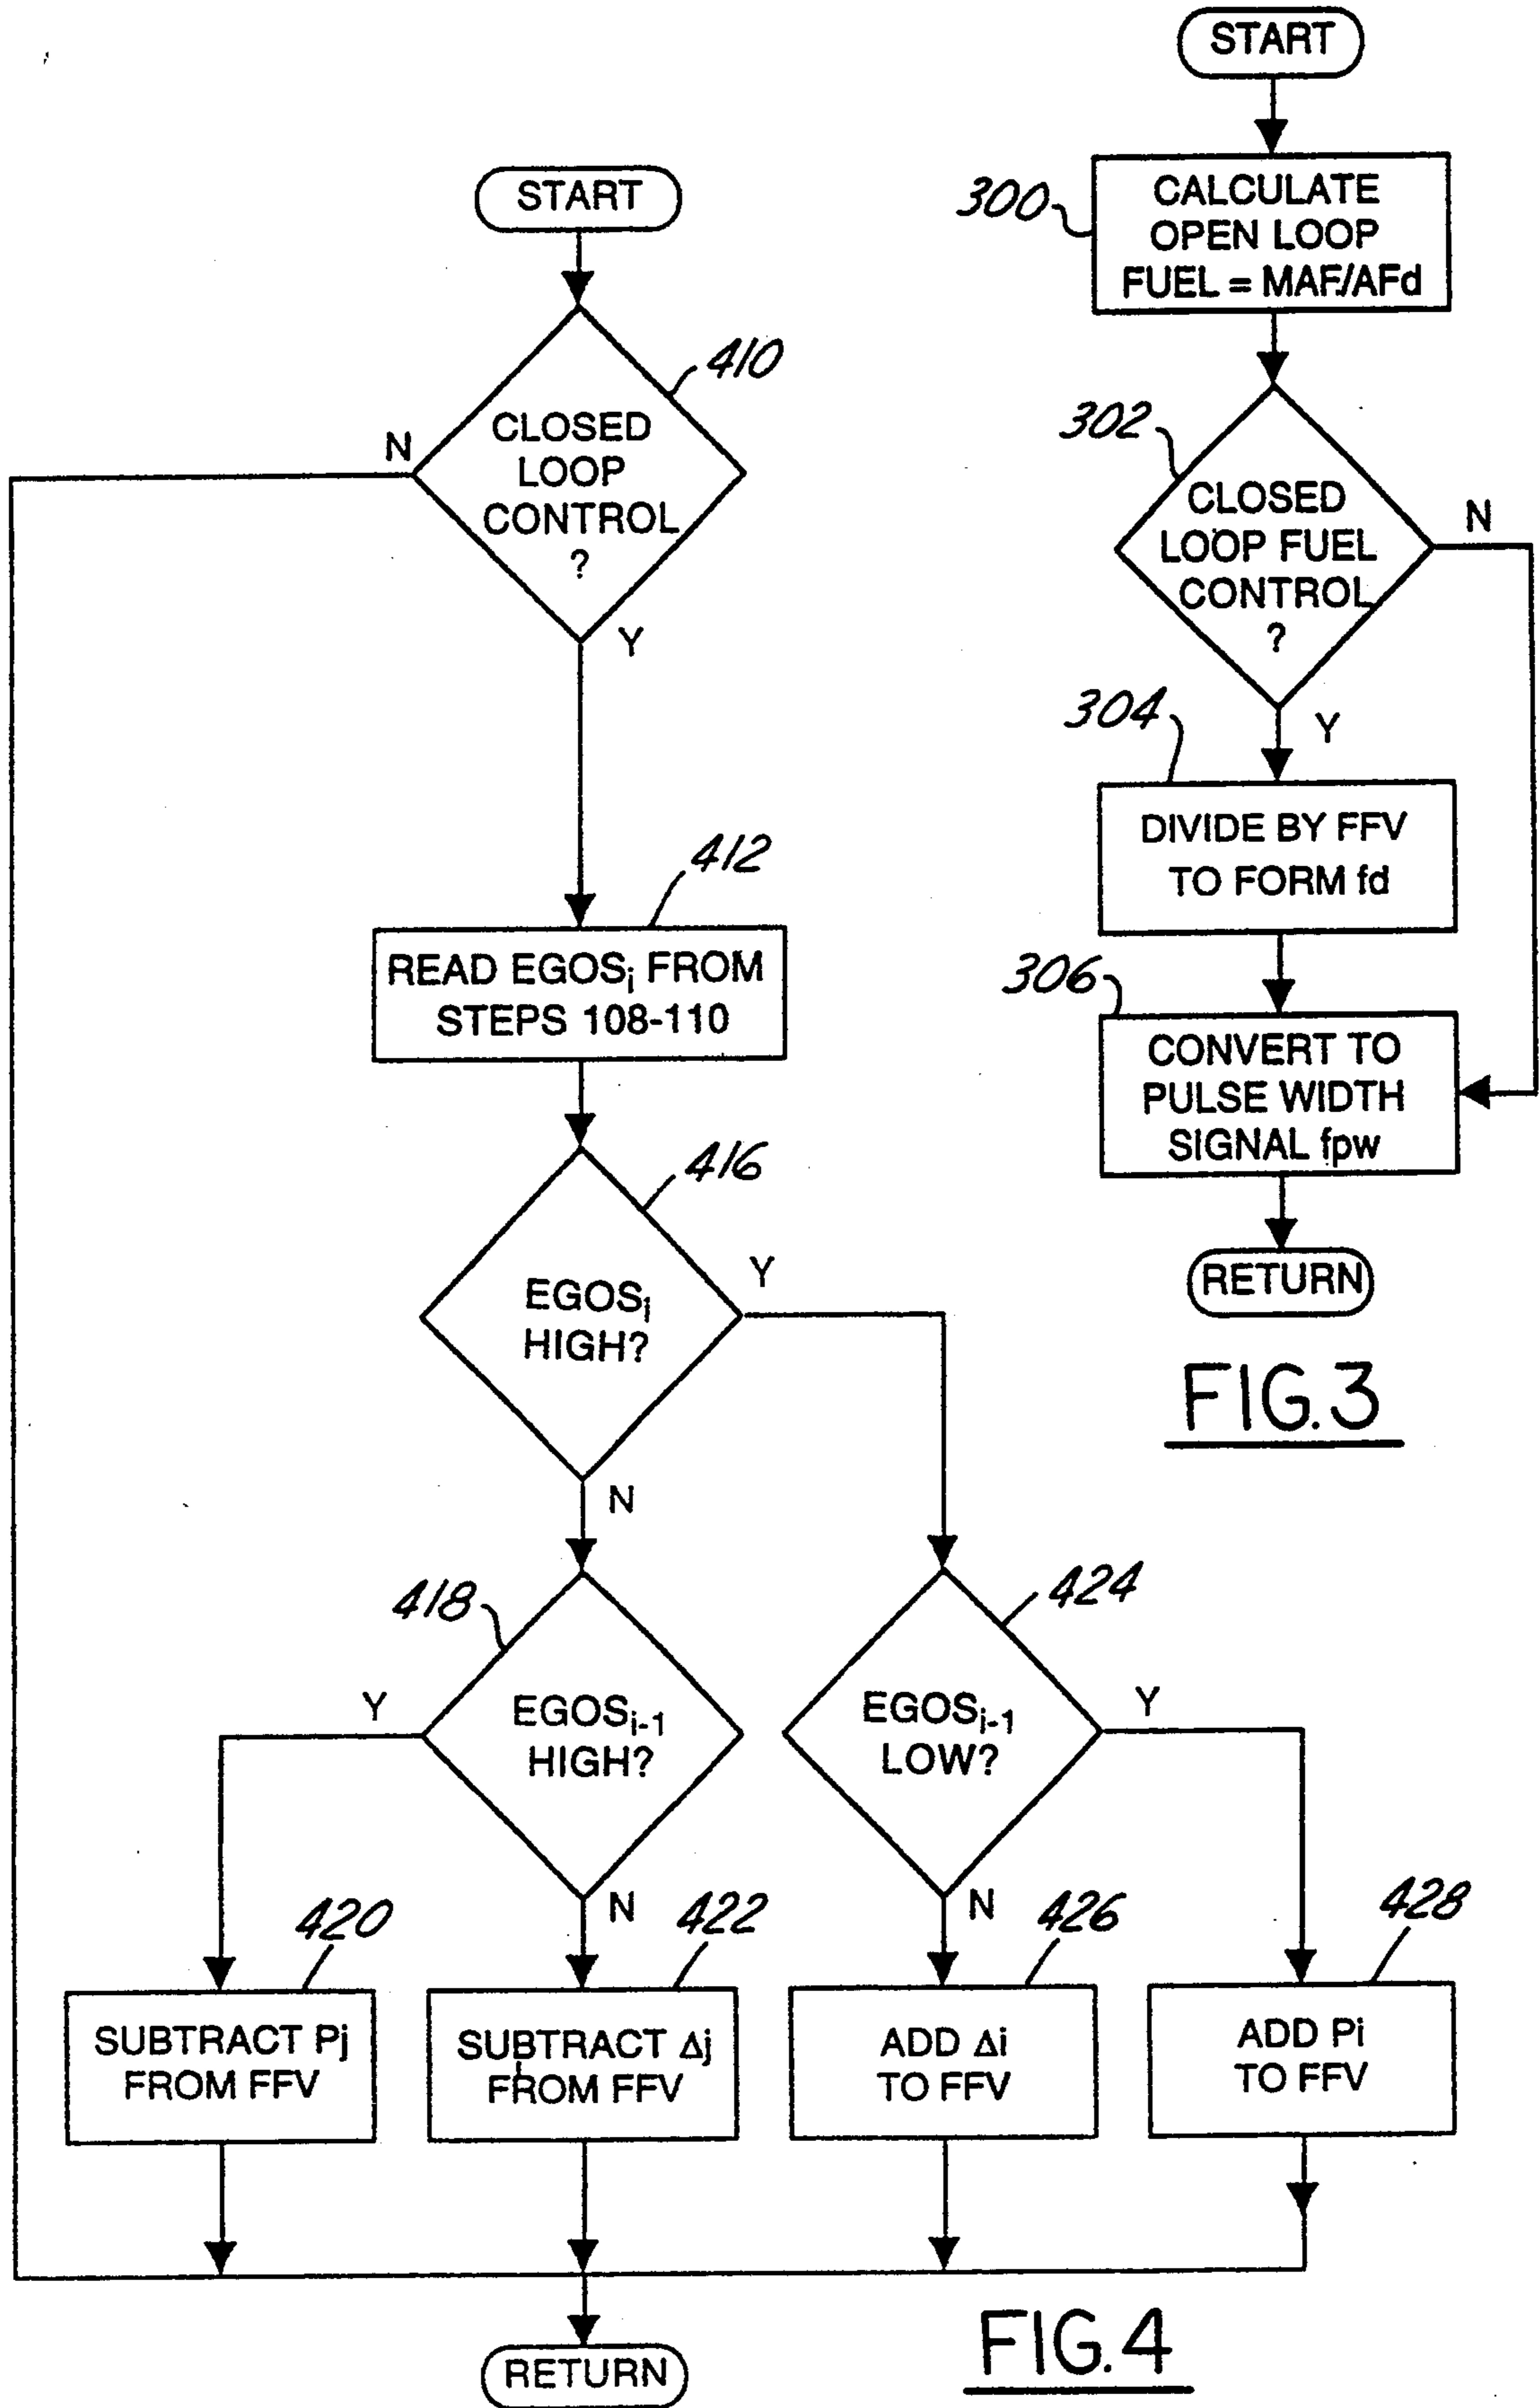 START
300
CALCULATE
OPEN LOOP
FUEL = MAF/AFd
302
CLOSED
LOOP FUEL
CONTROL
?
N
Y
304
DIVIDE BY FFV
TO FORM fd
306
CONVERT TO
PULSE WIDTH
SIGNAL fpw
RETURN
FIG.3
START
410
CLOSED
LOOP
CONTROL
?
N
Y
412
READ EGOSi FROM
STEPS 108-110
416
EGOSi
HIGH?
Y
N
418
EGOSi-1
HIGH?
Y
N
424
EGOSi-1
LOW?
Y
N
420
SUBTRACT Pj
FROM FFV
422
SUBTRACT Δj
FROM FFV
426
ADD Δi
TO FFV
428
ADD Pi
TO FFV
RETURN
FIG.4